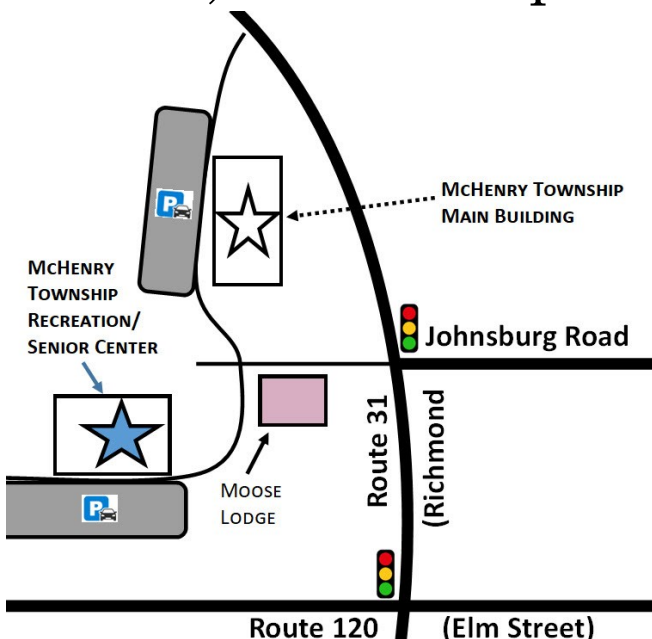 P
McHenry Township
Main Building
McHenry
Township
Recreation/
Senior Center
Johnsburg Road
Route 31
(Richmond
Moose
Lodge
P
Route 120 (Elm Street)